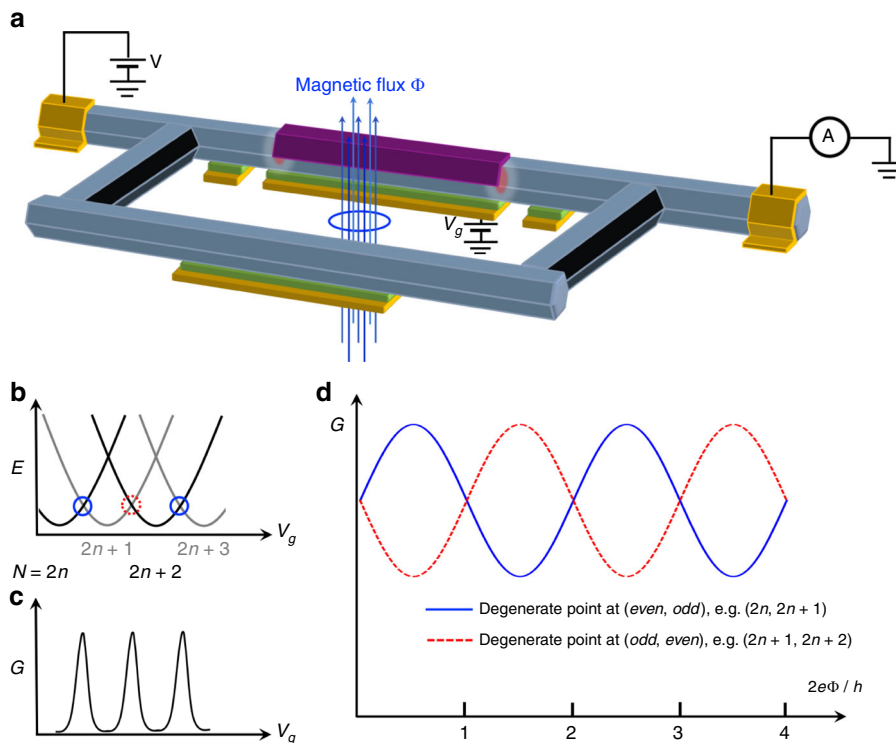 a
V
Magnetic flux Φ
A
V_g
b
E
V_g
2n + 1
2n + 3
N = 2n
2n + 2
c
G
V_g
d
G
Degenerate point at (even, odd), e.g. (2n, 2n + 1)
Degenerate point at (odd, even), e.g. (2n + 1, 2n + 2)
2eΦ / h
1
2
3
4